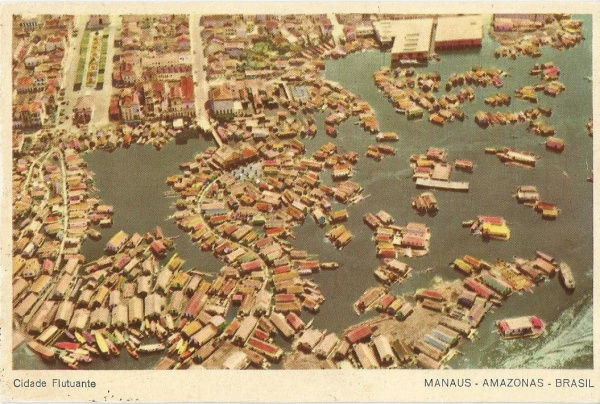 Cidade Flutuante
MANAUS - AMAZONAS - BRASIL